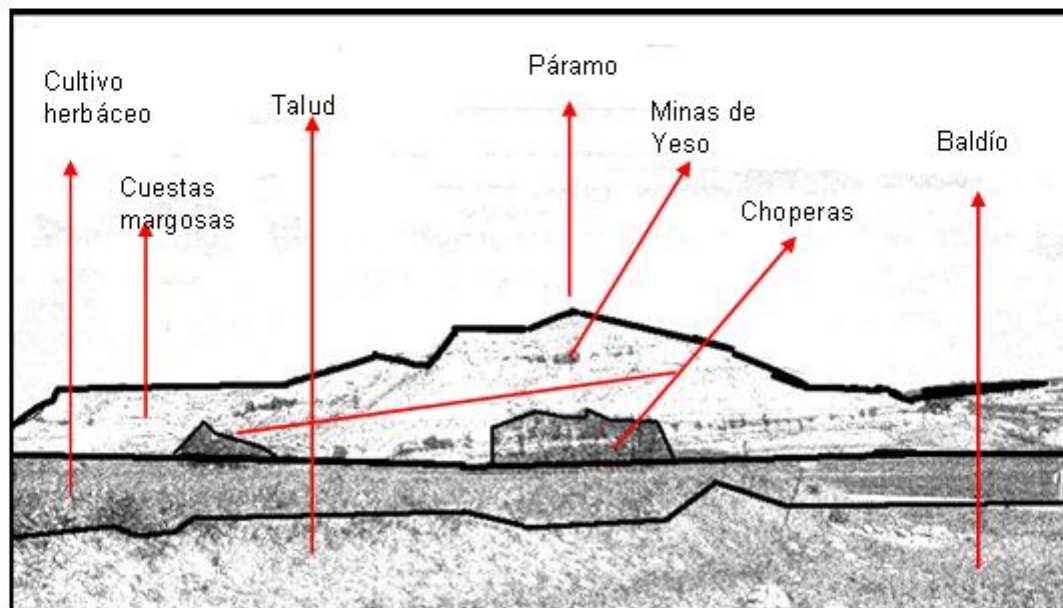 Cultivo
herbáceo
Talud
Páramo
Minas de
Yeso
Baldío
Cuestas
margosas
Choperas